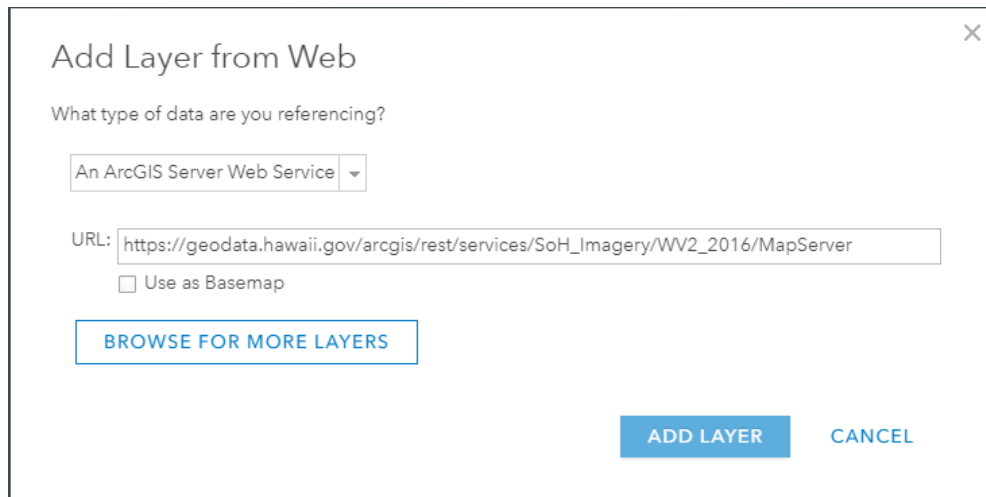 Add Layer from Web
What type of data are you referencing?
An ArcGIS Server Web Service
URL: https://geodata.hawaii.gov/arcgis/rest/services/SoH_Imagery/WV2_2016/MapServer
Use as Basemap
BROWSE FOR MORE LAYERS
ADD LAYER CANCEL